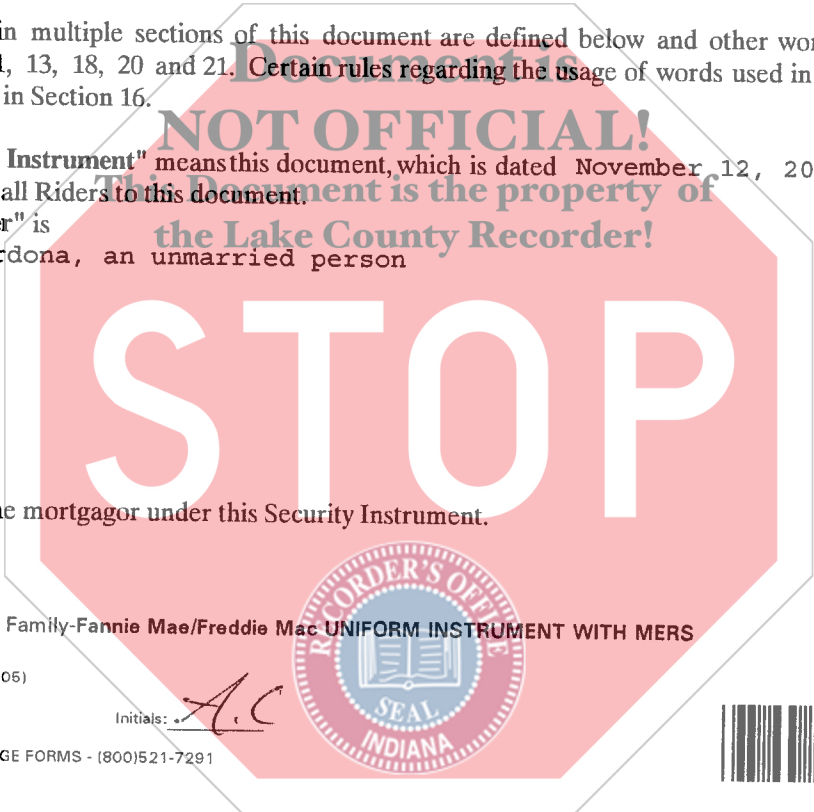 in multiple sections of this document are defined below and other
13, 18, 20 and 21. Certain rules regarding the usage of words used in
in Section 16.
Document is
NOT OFFICIAL!
This Document is the property of
the Lake County Recorder!
Instrument" means this document, which is dated November 12, 20
all Riders to this document.
" is
an unmarried person
STOP
mortgagor under this Security Instrument.
RECORDER'S OFFICE
SEAL
INDIANA
Family-Fannie Mae/Freddie Mac UNIFORM INSTRUMENT WITH MERS
06)
Initials: A.C
GE FORMS - (800)521-7291